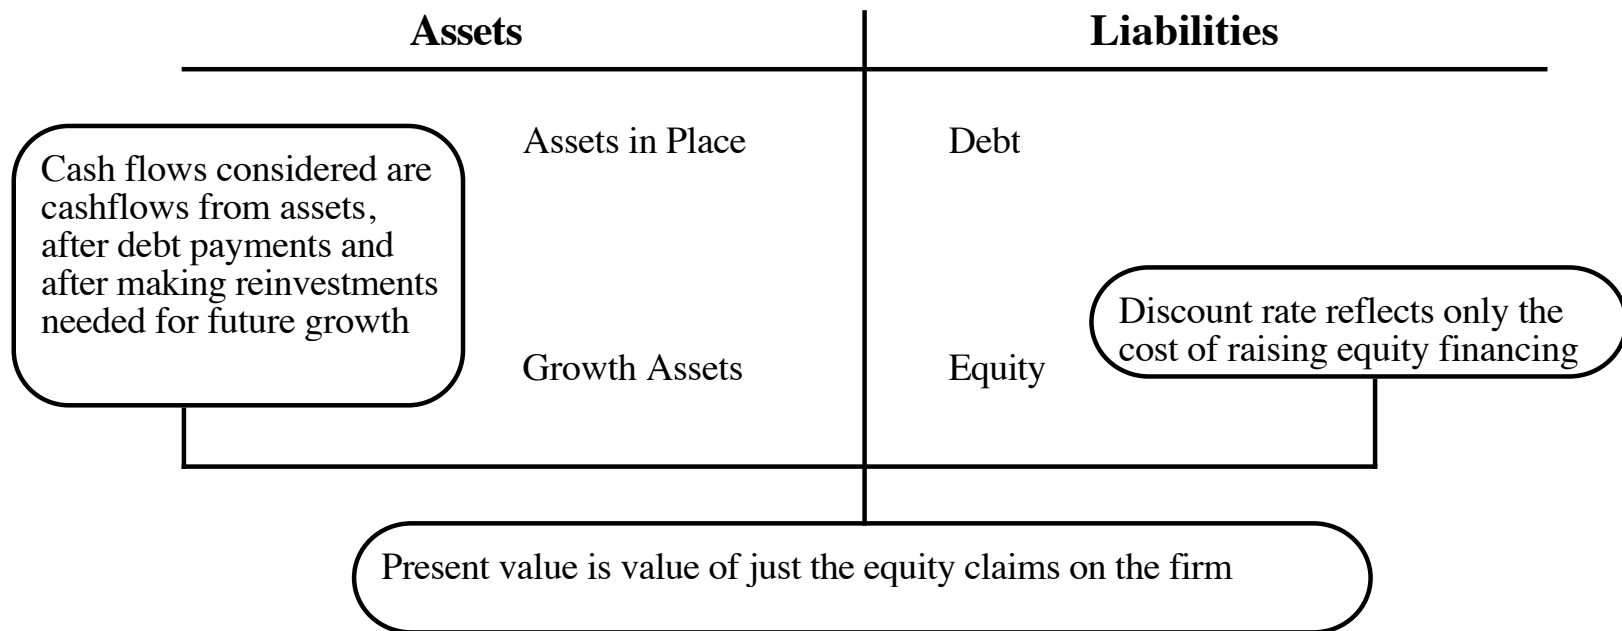 Assets
Liabilities
Assets in Place
Debt
Cash flows considered are
cashflows from assets,
after debt payments and
after making reinvestments
needed for future growth
Discount rate reflects only the
cost of raising equity financing
Growth Assets
Equity
Present value is value of just the equity claims on the firm